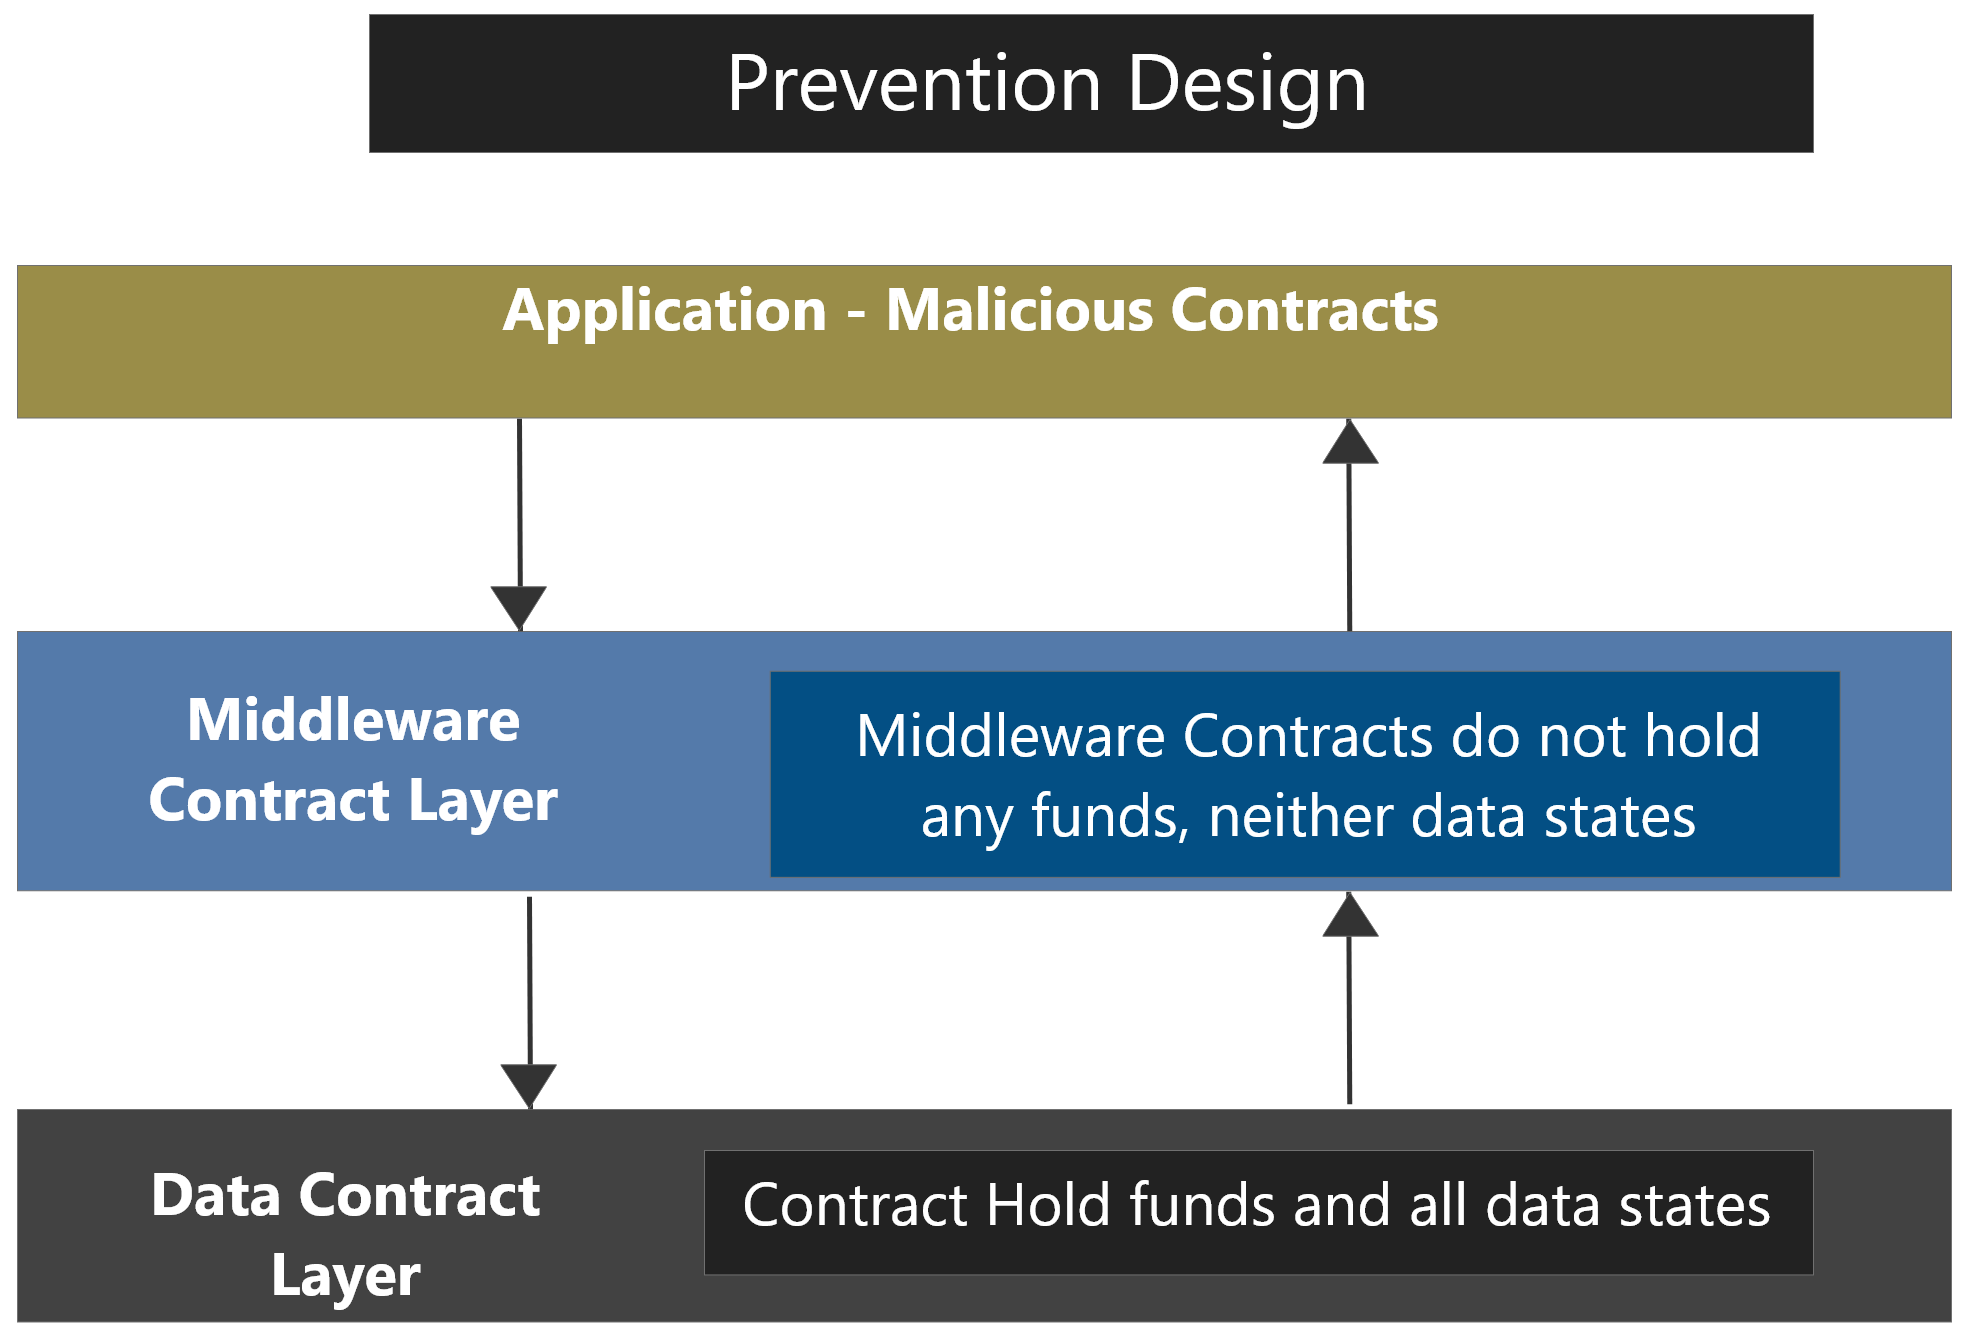 Prevention Design
Application - Malicious Contracts
Middleware
Contract Layer
Middleware Contracts do not hold
any funds, neither data states
Data Contract
Layer
Contract Hold funds and all data states